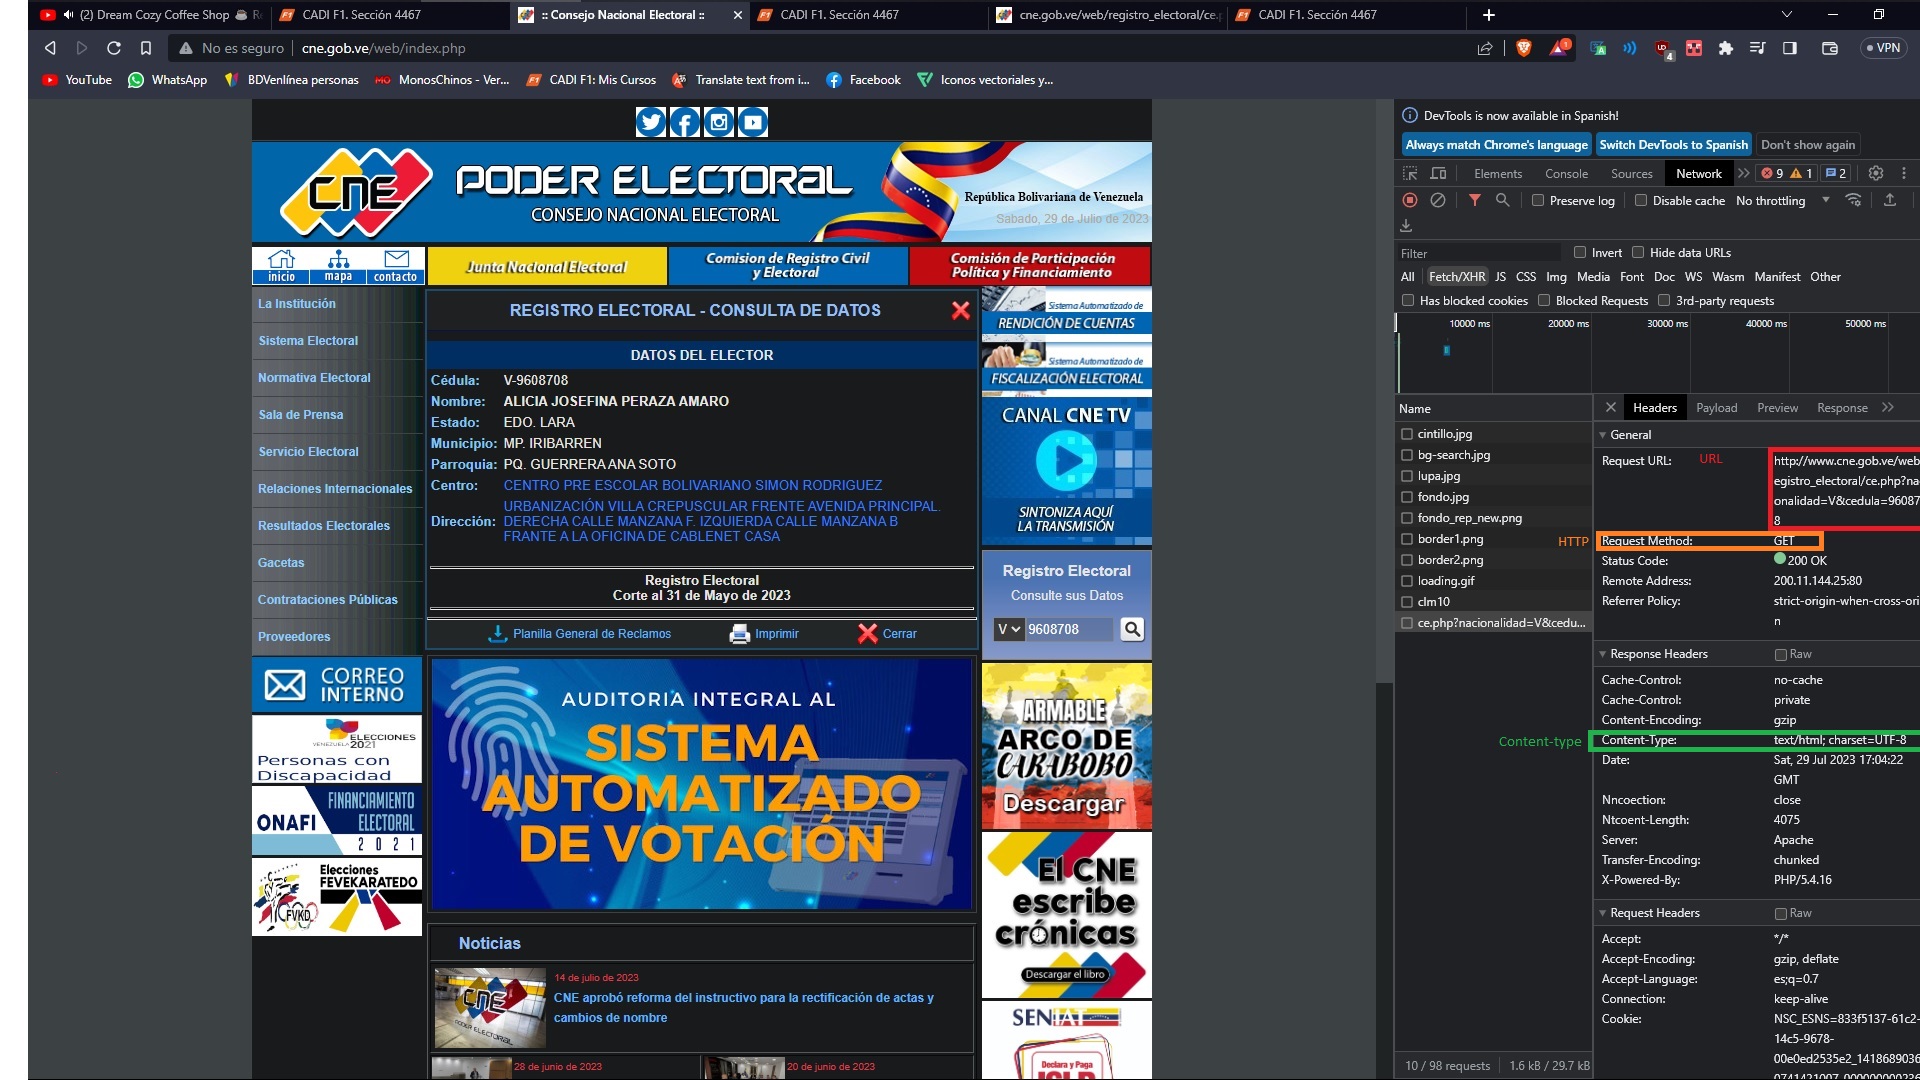 (2) Dream Cozy Coffee Shop
CADI F1. Sección 4467
:: Consejo Nacional Electoral ::
CADI F1. Sección 4467
cne.gob.ve/web/registro_electoral/ce.p
CADI F1. Sección 4467
No es seguro
cne.gob.ve/web/index.php
1
4
VPN
YouTube
WhatsApp
BDVenlínea personas
MonosChinos - Ver...
CADI F1: Mis Cursos
Translate text from i...
Facebook
Iconos vectoriales y...
CNE
PODER ELECTORAL
CONSEJO NACIONAL ELECTORAL
República Bolivariana de Venezuela
Sabado, 29 de Julio de 2023
inicio
mapa
contacto
Junta Nacional Electoral
Comision de Registro Civil
y Electoral
Comisión de Participación
Política y Financiamiento
La Institución
Sistema Electoral
Normativa Electoral
Sala de Prensa
Servicio Electoral
Relaciones Internacionales
Resultados Electorales
Gacetas
Contrataciones Públicas
Proveedores
CORREO
INTERNO
ELECCIONES
VENEZUELA 2021
Personas con
Discapacidad
ONAFI
FINANCIAMIENTO
ELECTORAL
2 0 2 1
Elecciones
FEVEKARATEDO
FVKD
REGISTRO ELECTORAL - CONSULTA DE DATOS
DATOS DEL ELECTOR
Cédula: V-9608708
Nombre: ALICIA JOSEFINA PERAZA AMARO
Estado: EDO. LARA
Municipio: MP. IRIBARREN
Parroquia: PQ. GUERRERA ANA SOTO
Centro: CENTRO PRE ESCOLAR BOLIVARIANO SIMON RODRIGUEZ
Dirección: URBANIZACIÓN VILLA CREPUSCULAR FRENTE AVENIDA PRINCIPAL.
DERECHA CALLE MANZANA F. IZQUIERDA CALLE MANZANA B
FRANTE A LA OFICINA DE CABLENET CASA
Registro Electoral
Corte al 31 de Mayo de 2023
Planilla General de Reclamos
Imprimir
Cerrar
AUDITORIA INTEGRAL AL
SISTEMA
AUTOMATIZADO
DE VOTACIÓN
Noticias
14 de julio de 2023
CNE aprobó reforma del instructivo para la rectificación de actas y
cambios de nombre
CNE
PODER ELECTORAL
28 de junio de 2023
20 de junio de 2023
Sistema Automatizado de
RENDICIÓN DE CUENTAS
Sistema Automatizado de
FISCALIZACIÓN ELECTORAL
CANAL CNE TV
SINTONIZA AQUÍ
LA TRANSMISIÓN
Registro Electoral
Consulte sus Datos
V 9608708
ARMABLE
ARCO DE
CARABOBO
Descargar
El CNE
escribe
crónicas
Descargar el libro
SENIAT
Declara y Paga
ISLR
DevTools is now available in Spanish!
Always match Chrome's language
Switch DevTools to Spanish
Don't show again
Elements
Console
Sources
Network
9
1
2
Preserve log
Disable cache
No throttling
Filter
Invert
Hide data URLs
All
Fetch/XHR
JS
CSS
Img
Media
Font
Doc
WS
Wasm
Manifest
Other
Has blocked cookies
Blocked Requests
3rd-party requests
10000 ms
20000 ms
30000 ms
40000 ms
50000 ms
Name
cintillo.jpg
bg-search.jpg
lupa.jpg
fondo.jpg
fondo_rep_new.png
border1.png
border2.png
loading.gif
clm10
ce.php?nacionalidad=V&cedu...
10 / 98 requests
1.6 kB / 29.7 kB
Headers
Payload
Preview
Response
General
Request URL: URL http://www.cne.gob.ve/web
egistro_electoral/ce.php?na
onalidad=V&cedula=96087
8
HTTP
Request Method: GET
Status Code: 200 OK
Remote Address: 200.11.144.25:80
Referrer Policy: strict-origin-when-cross-ori
n
Response Headers
Raw
Cache-Control: no-cache
Cache-Control: private
Content-Encoding: gzip
Content-type
Content-Type: text/html; charset=UTF-8
Date: Sat, 29 Jul 2023 17:04:22
GMT
Nncoection: close
Ntcoent-Length: 4075
Server: Apache
Transfer-Encoding: chunked
X-Powered-By: PHP/5.4.16
Request Headers
Raw
Accept: */*
Accept-Encoding: gzip, deflate
Accept-Language: es;q=0.7
Connection: keep-alive
Cookie: NSC_ESNS=833f5137-61c2-
14c5-9678-
00e0ed2535e2_1418689036